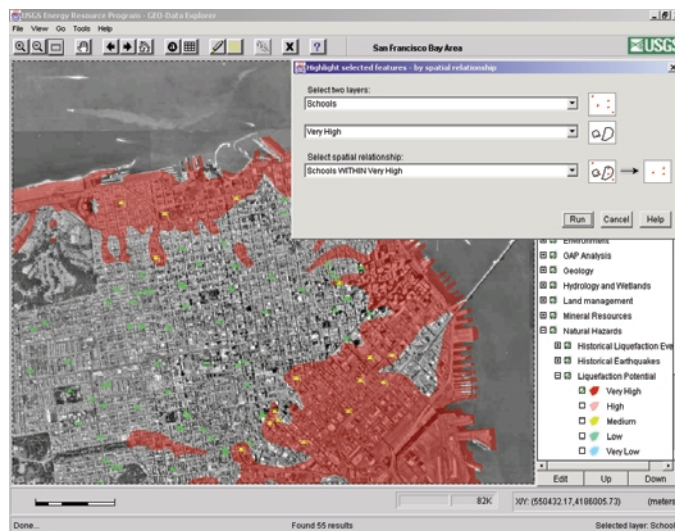 USGS Energy Resource Program - GEO-Data Explorer
File View Go Tools Help
San Francisco Bay Area
USGS
Highlight selected features - by spatial relationship
Select two layers:
Schools
Very High
Select spatial relationship:
Schools WITHIN Very High
Run Cancel Help
Environment
GAP Analysis
Geology
Hydrology and Wetlands
Land management
Mineral Resources
Natural Hazards
Historical Liquefaction Eve
Historical Earthquakes
Liquefaction Potential
Very High
High
Medium
Low
Very Low
Edit Up Down
82K X/Y: (550432.17,4186005.73) (meters
Done... Found 55 results Selected layer: School